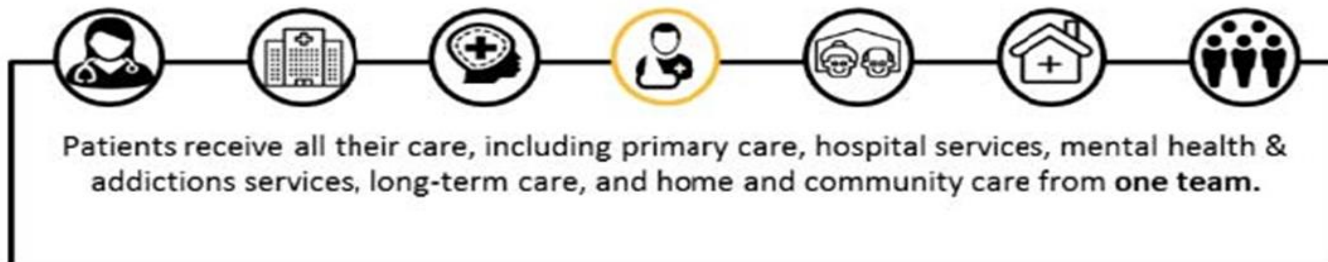 Patients receive all their care, including primary care, hospital services, mental health &
addictions services, long-term care, and home and community care from one team.